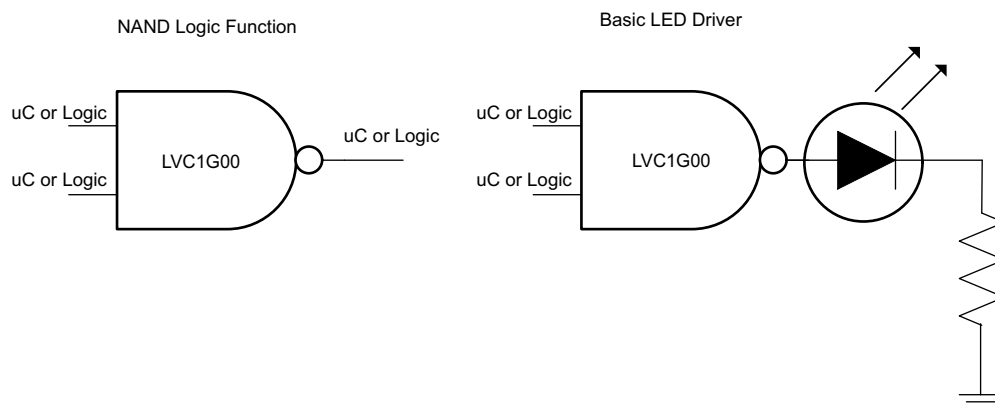 NAND Logic Function
Basic LED Driver
uC or Logic
uC or Logic
LVC1G00
uC or Logic
uC or Logic
uC or Logic
LVC1G00